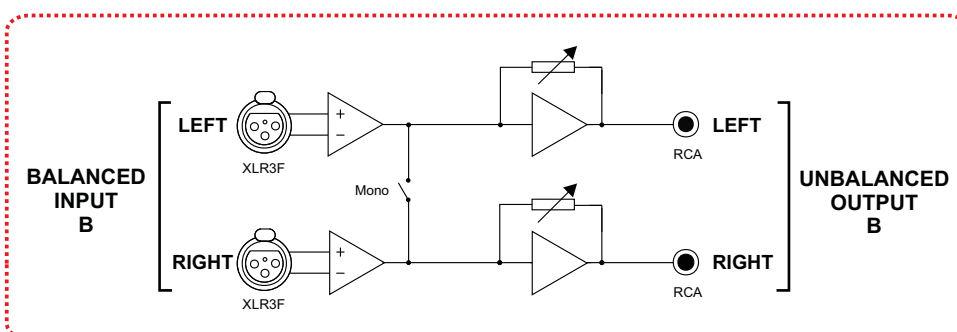 LEFT
+
−
XLR3F
LEFT
RCA
BALANCED
INPUT
B
Mono
UNBALANCED
OUTPUT
B
RIGHT
+
−
XLR3F
RIGHT
RCA